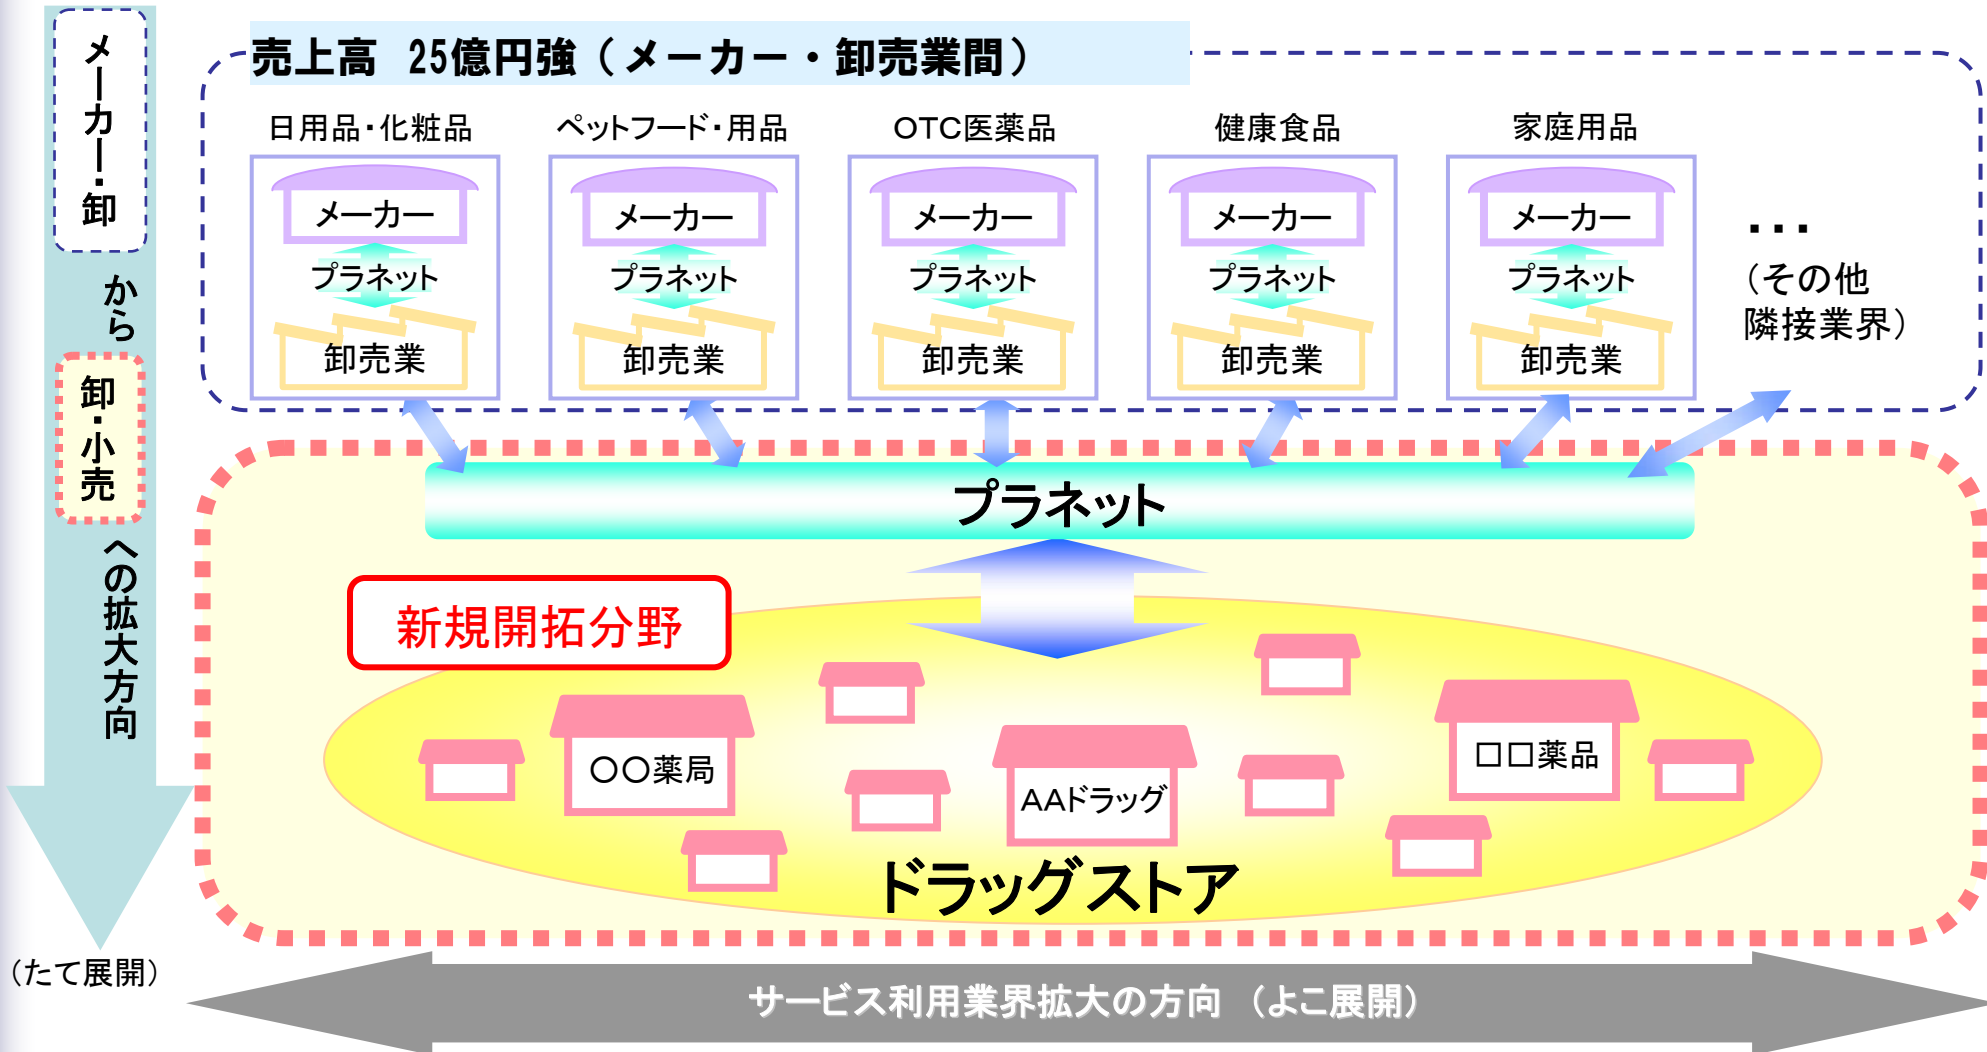 メーカー・卸
から
卸・小売
への拡大方向
（たて展開）
売上高 25億円強（メーカー・卸売業間）
日用品・化粧品
ペットフード・用品
OTC医薬品
健康食品
家庭用品
メーカー
プラネット
卸売業
メーカー
プラネット
卸売業
メーカー
プラネット
卸売業
メーカー
プラネット
卸売業
メーカー
プラネット
卸売業
・・・
（その他
隣接業界）
プラネット
新規開拓分野
〇〇薬局
AAドラッグ
□□薬品
ドラッグストア
サービス利用業界拡大の方向 （よこ展開）